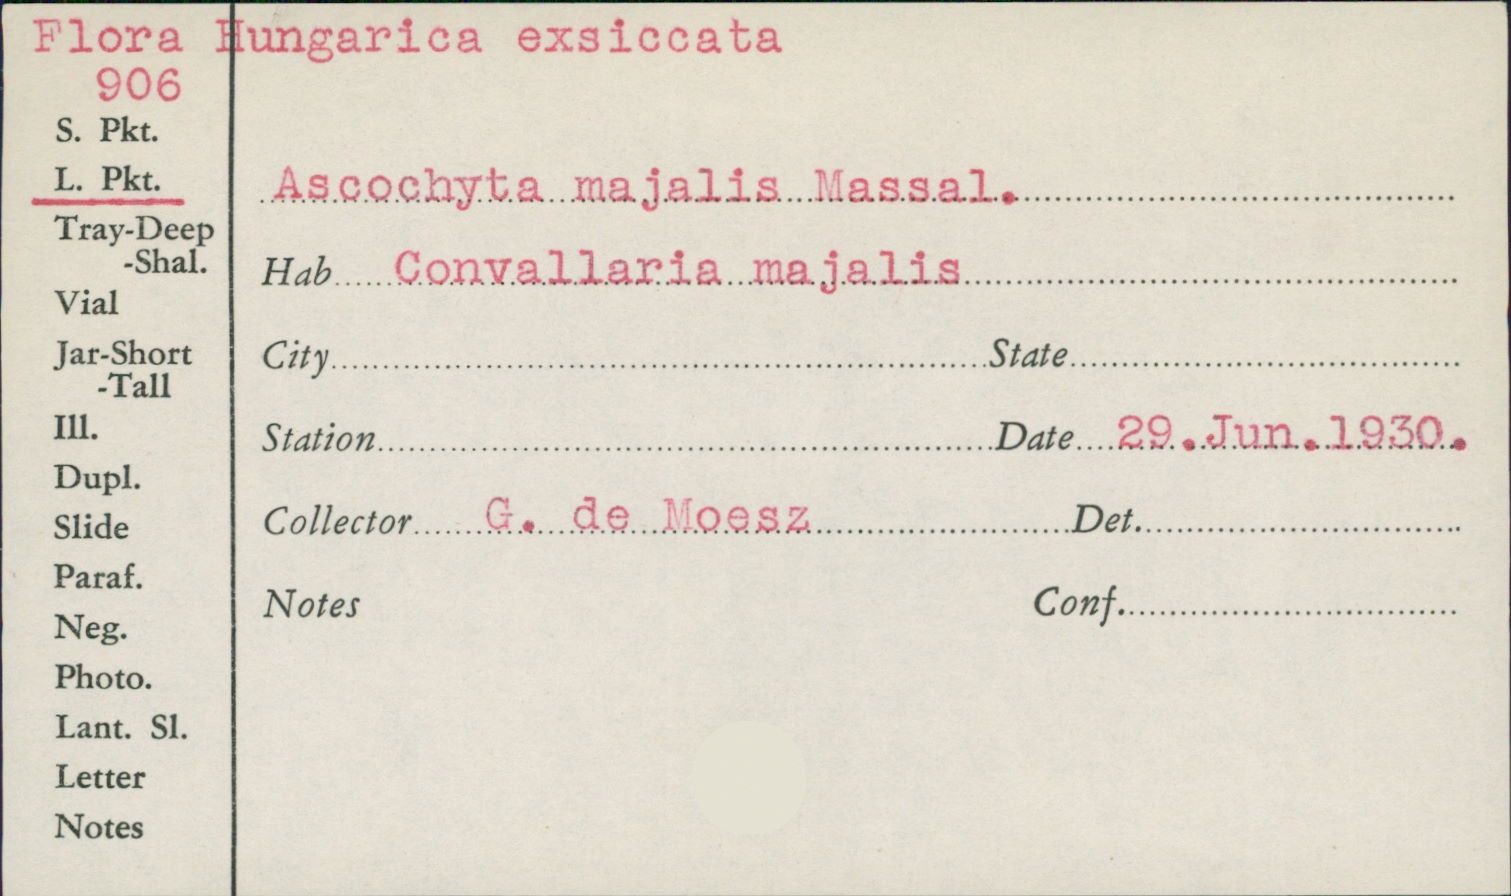 Flora Hungarica exsiccata
906
S. Pkt.
L. Pkt.
Tray-Deep
-Shal.
Vial
Jar-Short
-Tall
Ill.
Dupl.
Slide
Paraf.
Neg.
Photo.
Lant. Sl.
Letter
Notes
Ascochyta majalis Massal.
Hab Convallaria majalis
City State
Station Date 29.Jun.1930.
Collector G. de Moesz Det.
Notes Conf.